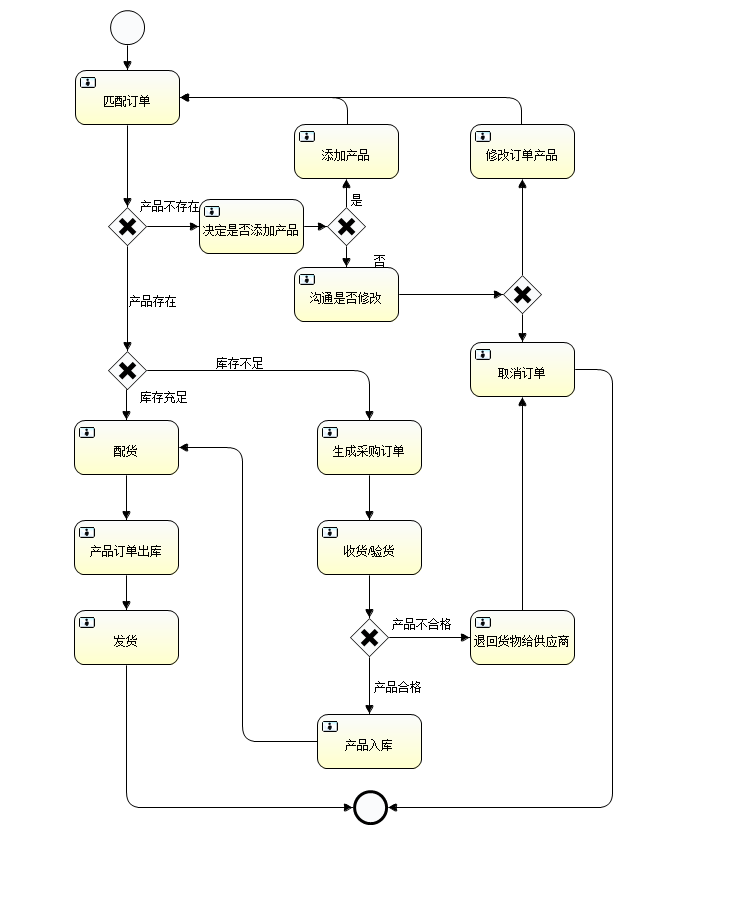 匹配订单
添加产品
修改订单产品
产品不存在
是
决定是否添加产品
否
沟通是否修改
产品存在
库存不足
取消订单
库存充足
配货
生成采购订单
产品订单出库
收货/验货
产品不合格
发货
退回货物给供应商
产品合格
产品入库